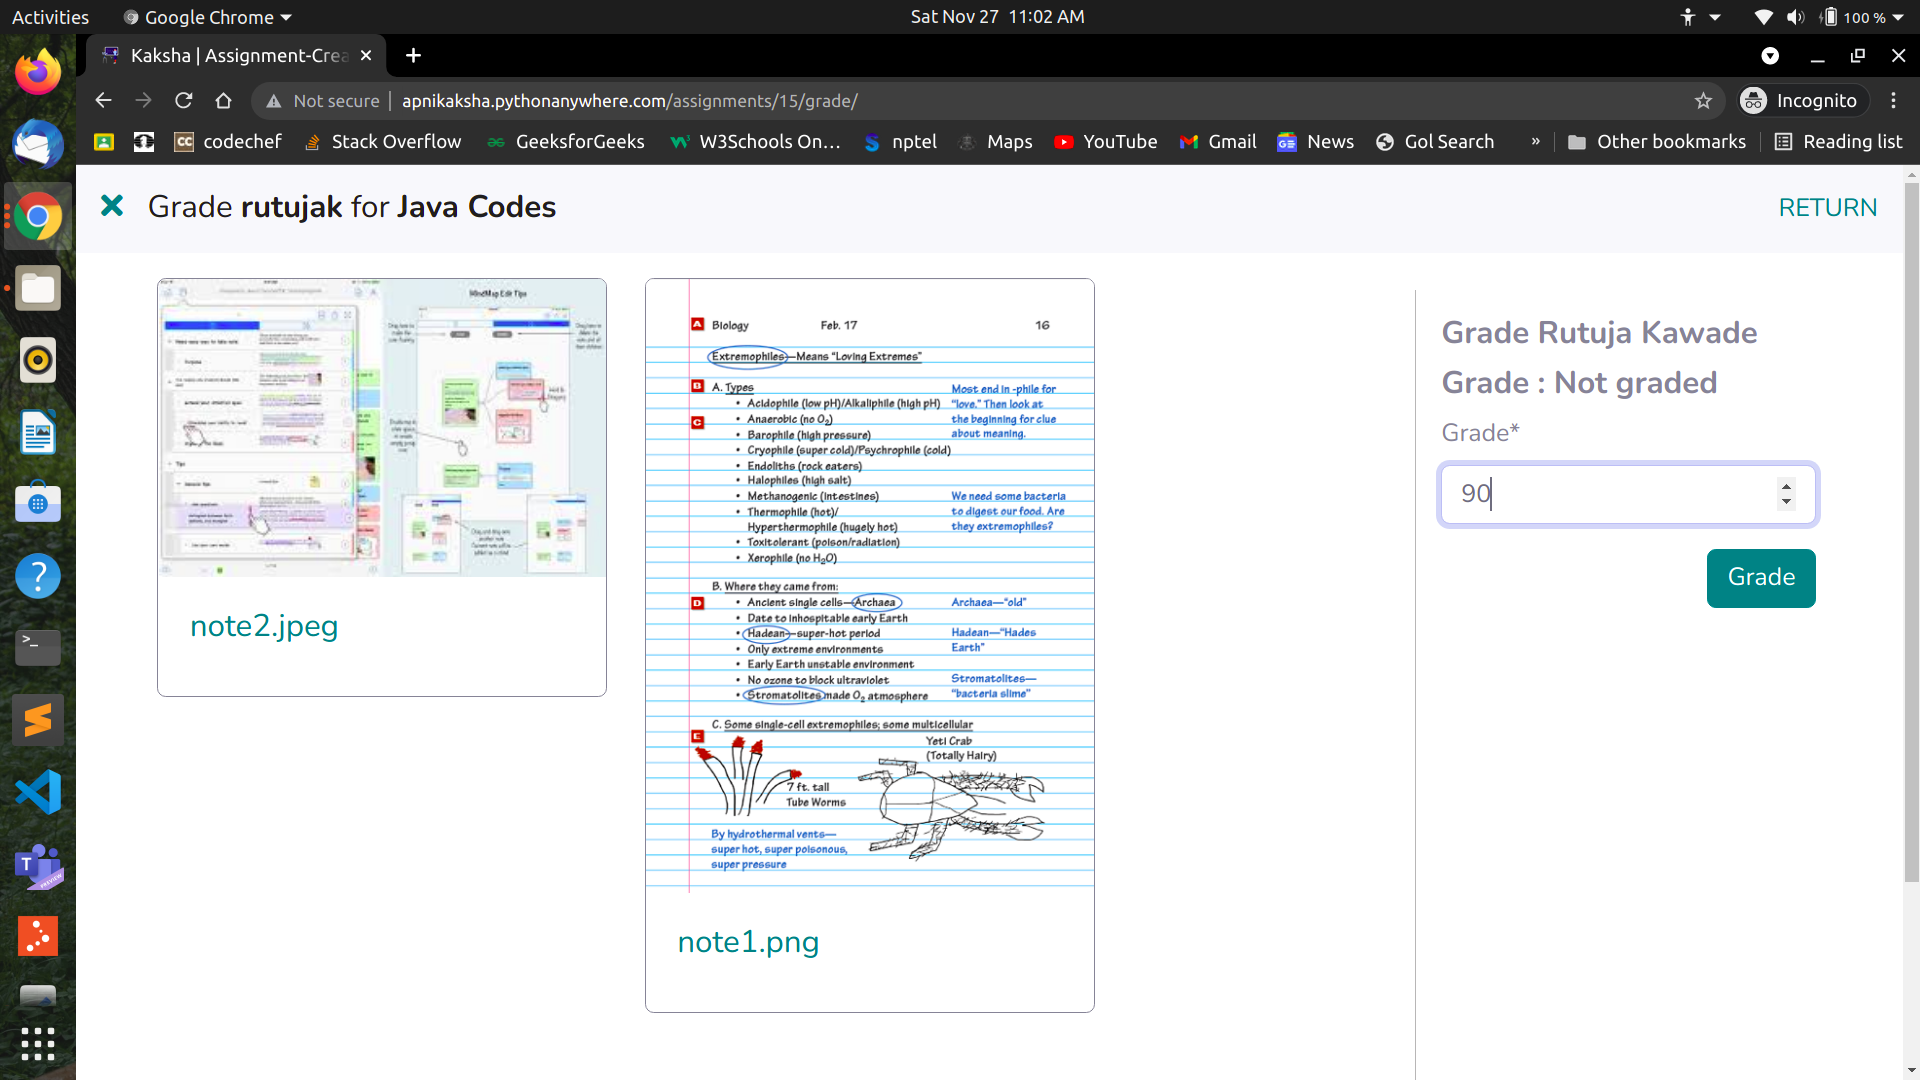 Activities
Google Chrome
Sat Nov 27 11:02 AM
100 %
Kaksha | Assignment-Crea
Not secure
apnikaksha.pythonanywhere.com/assignments/15/grade/
Incognito
codechef
Stack Overflow
GeeksforGeeks
W3Schools On...
nptel
Maps
YouTube
Gmail
News
Gol Search
»
Other bookmarks
Reading list
Grade rutujak for Java Codes
RETURN
MindMap Edit Tips
note2.jpeg
A Biology Feb. 17 16
Extremophiles—Means "Loving Extremes"
B A. Types
• Acidophile (low pH)/Alkaliphile (high pH)
C • Anaerobic (no O2)
• Barophile (high pressure)
• Cryophile (super cold)/Psychrophile (cold)
• Endoliths (rock eaters)
• Halophiles (high salt)
• Methanogenic (intestines)
• Thermophile (hot)/
Hyperthermophile (hugely hot)
• Toxitolerant (poison/radiation)
• Xerophile (no H2O)
Most end in -phile for
"love." Then look at
the beginning for clue
about meaning.
We need some bacteria
to digest our food. Are
they extremophiles?
B. Where they came from:
D • Ancient single cells—Archaea
• Date to inhospitable early Earth
• Hadean—super-hot period
• Only extreme environments
• Early Earth unstable environment
• No ozone to block ultraviolet
• Stromatolites made O2 atmosphere
Archaea—"old"
Hadean—"Hades
Earth"
Stromatolites—
"bacteria slime"
C. Some single-cell extremophiles; some multicellular
E
Yeti Crab
(Totally Hairy)
7 ft. tall
Tube Worms
By hydrothermal vents—
super hot, super poisonous,
super pressure
note1.png
Grade Rutuja Kawade
Grade : Not graded
Grade*
90
Grade